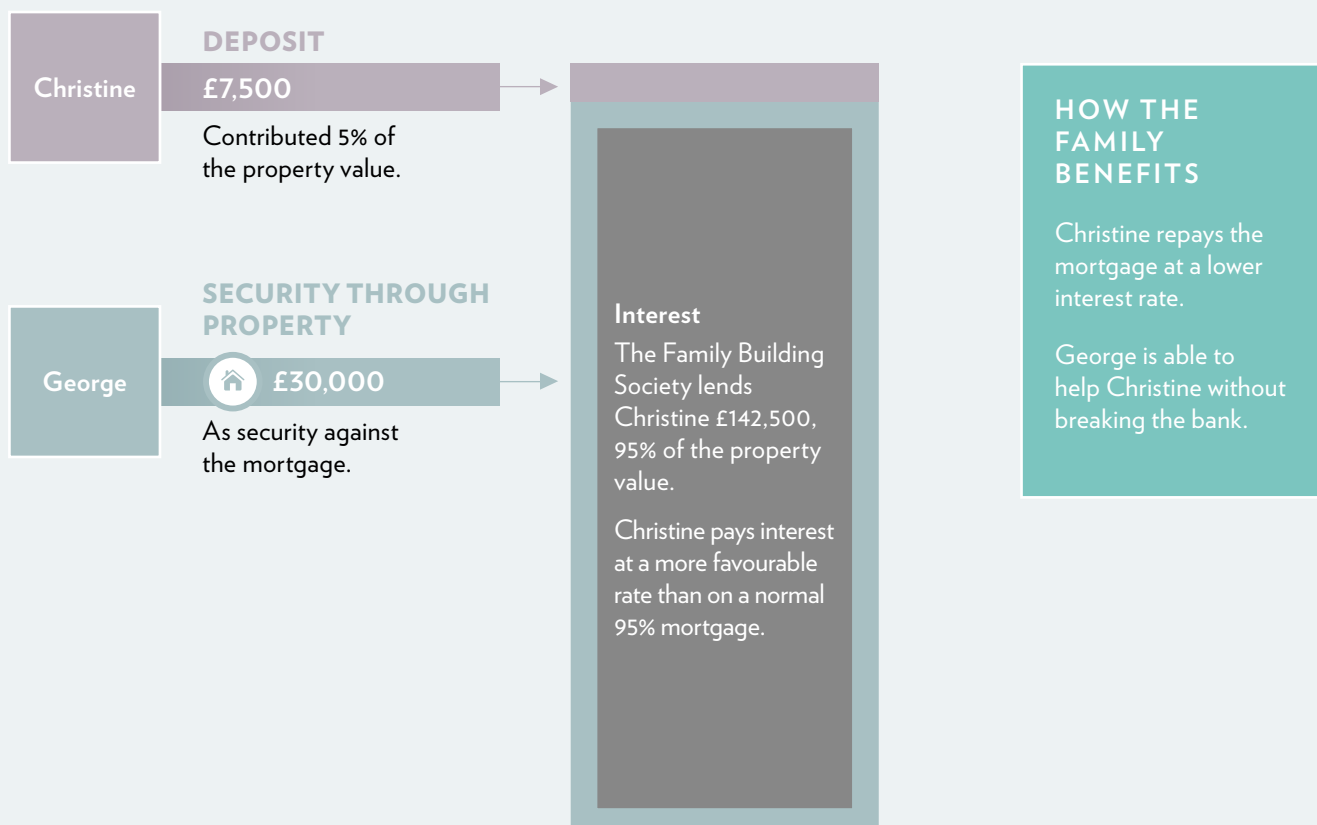 Christine
DEPOSIT
£7,500
Contributed 5% of
the property value.
George
SECURITY THROUGH
PROPERTY
£30,000
As security against
the mortgage.
Interest
The Family Building
Society lends
Christine £142,500,
95% of the property
value.
Christine pays interest
at a more favourable
rate than on a normal
95% mortgage.
HOW THE
FAMILY
BENEFITS
Christine repays the
mortgage at a lower
interest rate.
George is able to
help Christine without
breaking the bank.